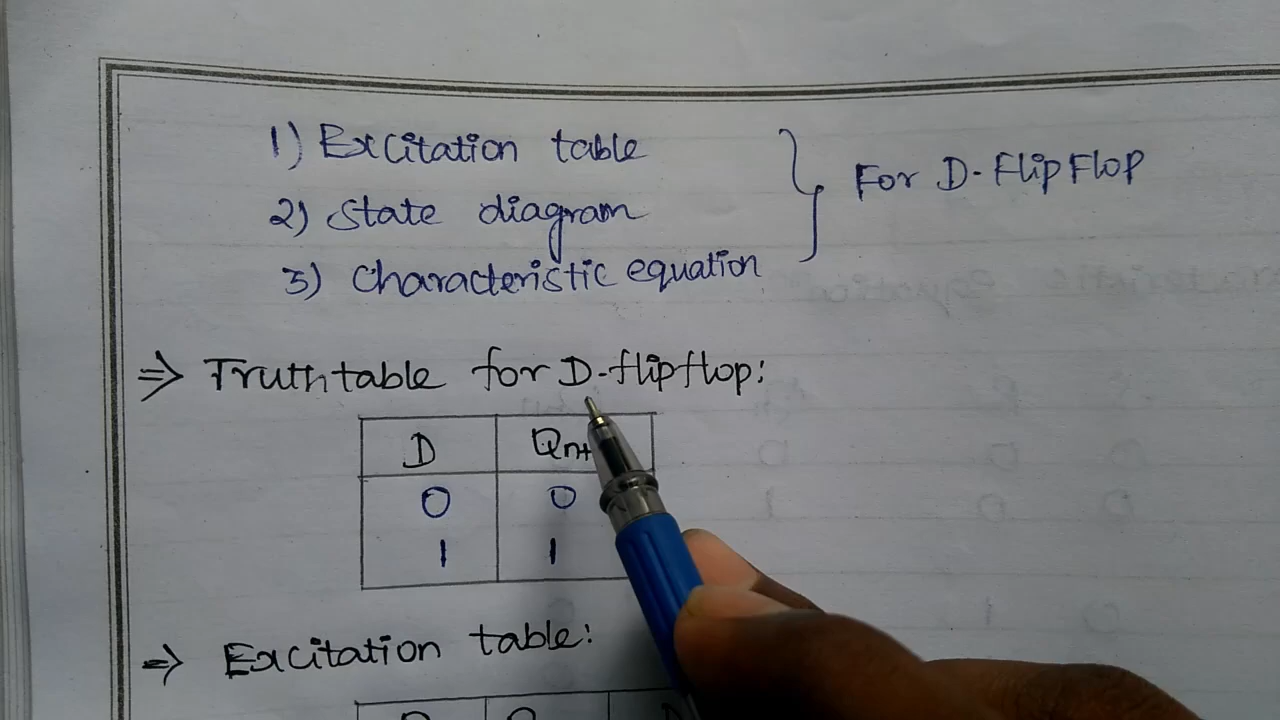 1) Excitation table
2) State diagram
3) Characteristic equation
For D-FlipFlop
⇒ Truthtable for D-flipflop:
D Qn+
0 0
1 1
⇒ Excitation table: